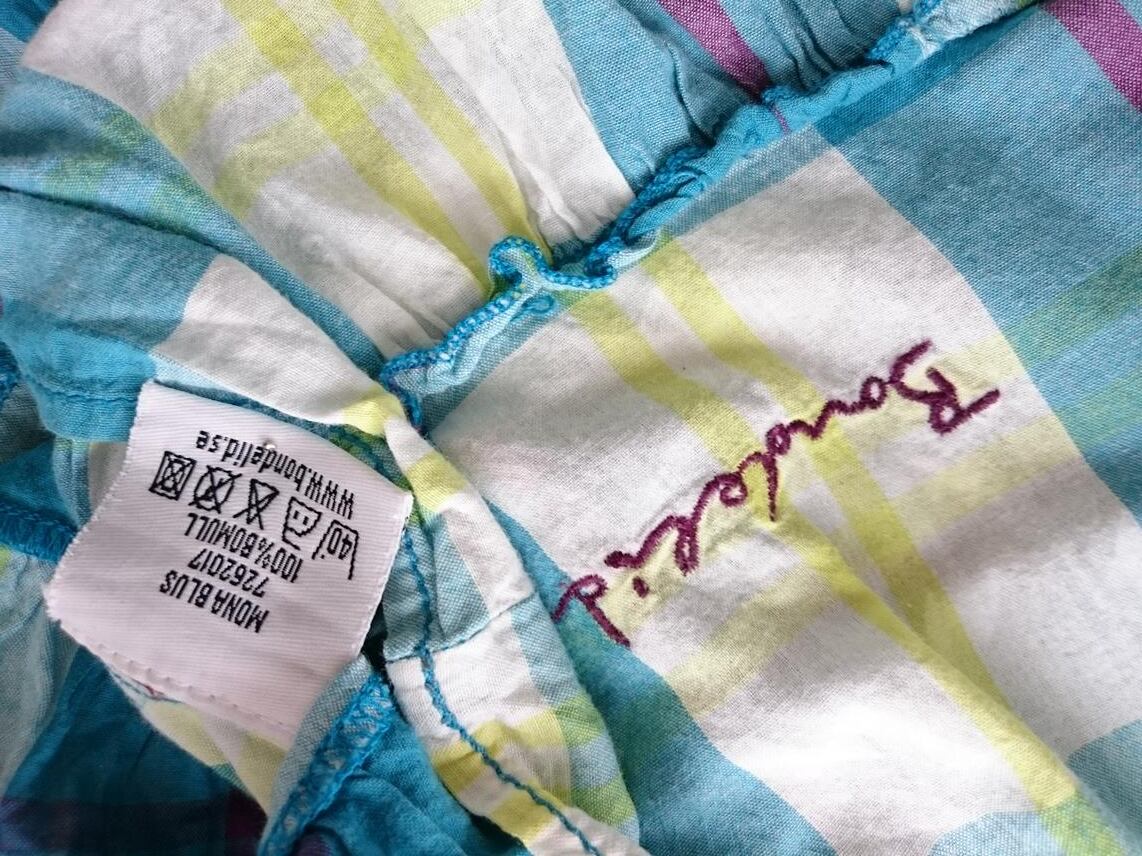 MONA BLUS
7262017
100% BOMULL
40
www.bondelid.se
Bondelid